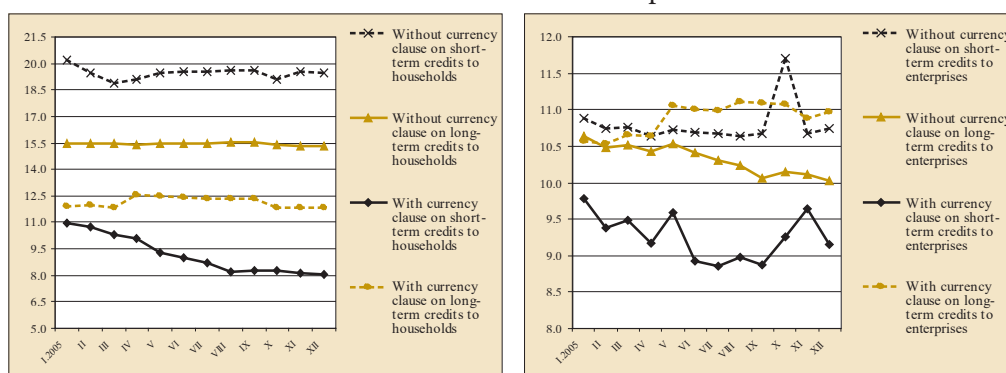 21.5
20.0
18.5
17.0
15.5
14.0
12.5
11.0
9.5
8.0
6.5
5.0
1.2005
II
III
IV
V
VI
VII
VIII
IX
X
XI
XII
Without currency
clause on short-
term credits to
households
Without currency
clause on long-
term credits to
households
With currency
clause on short-
term credits to
households
With currency
clause on long-
term credits to
households
12.0
11.5
11.0
10.5
10.0
9.5
9.0
8.5
8.0
1.2005
II
III
IV
V
VI
VII
VIII
IX
X
XI
XII
Without currency
clause on short-
term credits to
enterprises
Without currency
clause on long-
term credits to
enterprises
With currency
clause on short-
term credits to
enterprises
With currency
clause on long-
term credits to
enterprises